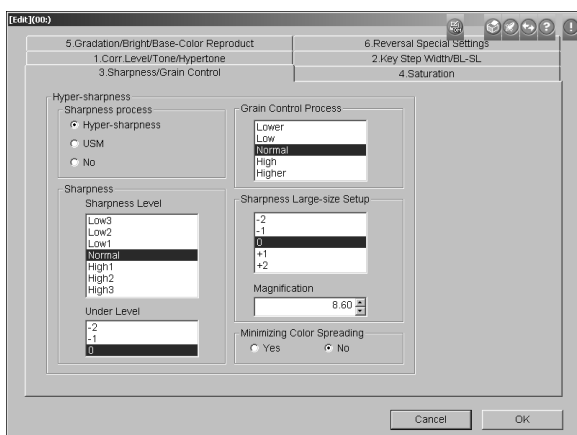 [Edit](00:)
5.Gradation/Bright/Base-Color Reproduct
6.Reversal Special Settings
1.Corr.Level/Tone/Hypertone
2.Key Step Width/BL-SL
3.Sharpness/Grain Control
4.Saturation
Hyper-sharpness
Sharpness process
Hyper-sharpness
USM
No
Grain Control Process
Lower
Low
Normal
High
Higher
Sharpness
Sharpness Level
Low3
Low2
Low1
Normal
High1
High2
High3
Under Level
-2
-1
0
Sharpness Large-size Setup
-2
-1
0
+1
+2
Magnification
8.60
Minimizing Color Spreading
Yes
No
Cancel
OK